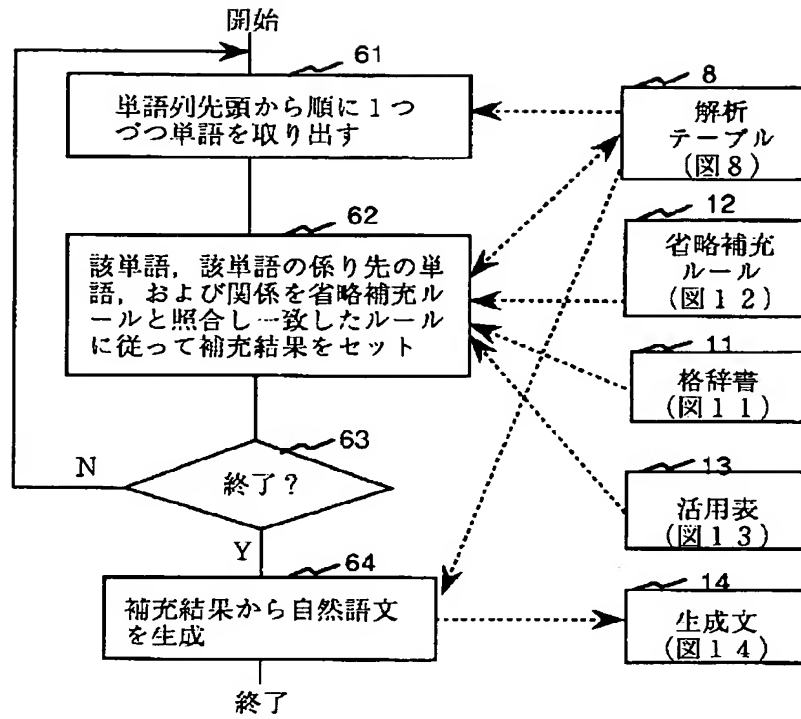 開始
61
単語列先頭から順に１つ
づつ単語を取り出す
62
該単語，該単語の係り先の単
語，および関係を省略補充ル
ールと照合し一致したルール
に従って補充結果をセット
63
終了？
N
Y
64
補充結果から自然語文
を生成
終了
8
解析
テーブル
(図８)
12
省略補充
ルール
(図１２)
11
格辞書
(図１１)
13
活用表
(図１３)
14
生成文
(図１４)